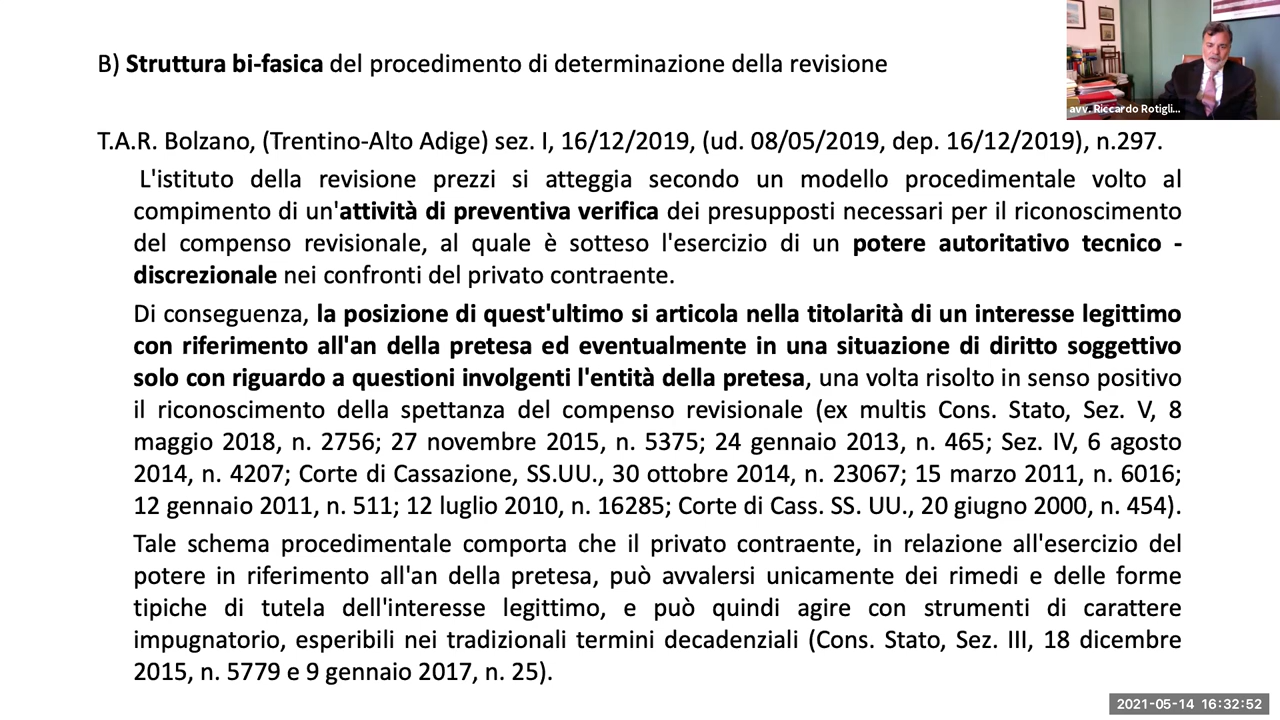 B) Struttura bi-fasica del procedimento di determinazione della revisione
avv. Riccardo Rotigli...
T.A.R. Bolzano, (Trentino-Alto Adige) sez. I, 16/12/2019, (ud. 08/05/2019, dep. 16/12/2019), n.297.
L'istituto della revisione prezzi si atteggia secondo un modello procedimentale volto al
compimento di un'attività di preventiva verifica dei presupposti necessari per il riconoscimento
del compenso revisionale, al quale è sotteso l'esercizio di un potere autoritativo tecnico -
discrezionale nei confronti del privato contraente.
Di conseguenza, la posizione di quest'ultimo si articola nella titolarità di un interesse legittimo
con riferimento all'an della pretesa ed eventualmente in una situazione di diritto soggettivo
solo con riguardo a questioni involgenti l'entità della pretesa, una volta risolto in senso positivo
il riconoscimento della spettanza del compenso revisionale (ex multis Cons. Stato, Sez. V, 8
maggio 2018, n. 2756; 27 novembre 2015, n. 5375; 24 gennaio 2013, n. 465; Sez. IV, 6 agosto
2014, n. 4207; Corte di Cassazione, SS.UU., 30 ottobre 2014, n. 23067; 15 marzo 2011, n. 6016;
12 gennaio 2011, n. 511; 12 luglio 2010, n. 16285; Corte di Cass. SS. UU., 20 giugno 2000, n. 454).
Tale schema procedimentale comporta che il privato contraente, in relazione all'esercizio del
potere in riferimento all'an della pretesa, può avvalersi unicamente dei rimedi e delle forme
tipiche di tutela dell'interesse legittimo, e può quindi agire con strumenti di carattere
impugnatorio, esperibili nei tradizionali termini decadenziali (Cons. Stato, Sez. III, 18 dicembre
2015, n. 5779 e 9 gennaio 2017, n. 25).
2021-05-14 16:32:52